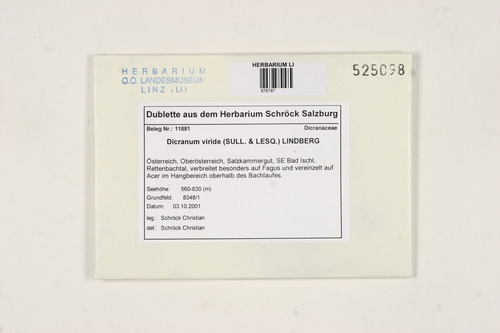 HERBARIUM
O.Ö. LANDESMUSEUM
LINZ (LI)
HERBARIUM LI
525098
Dublette aus dem Herbarium Schröck Salzburg
Beleg Nr.: 11881 Dicranaceae
Dicranum viride (SULL. & LESQ.) LINDBERG
Österreich, Oberösterreich, Salzkammergut, SE Bad Ischl,
Rettenbachtal, verbreitet besonders auf Fagus und vereinzelt auf
Acer im Hangbereich oberhalb des Bachlaufes.
Seehöhe: 560-630 (m)
Grundfeld: 8348/1
Datum: 03.10.2001
leg.: Schröck Christian
det.: Schröck Christian